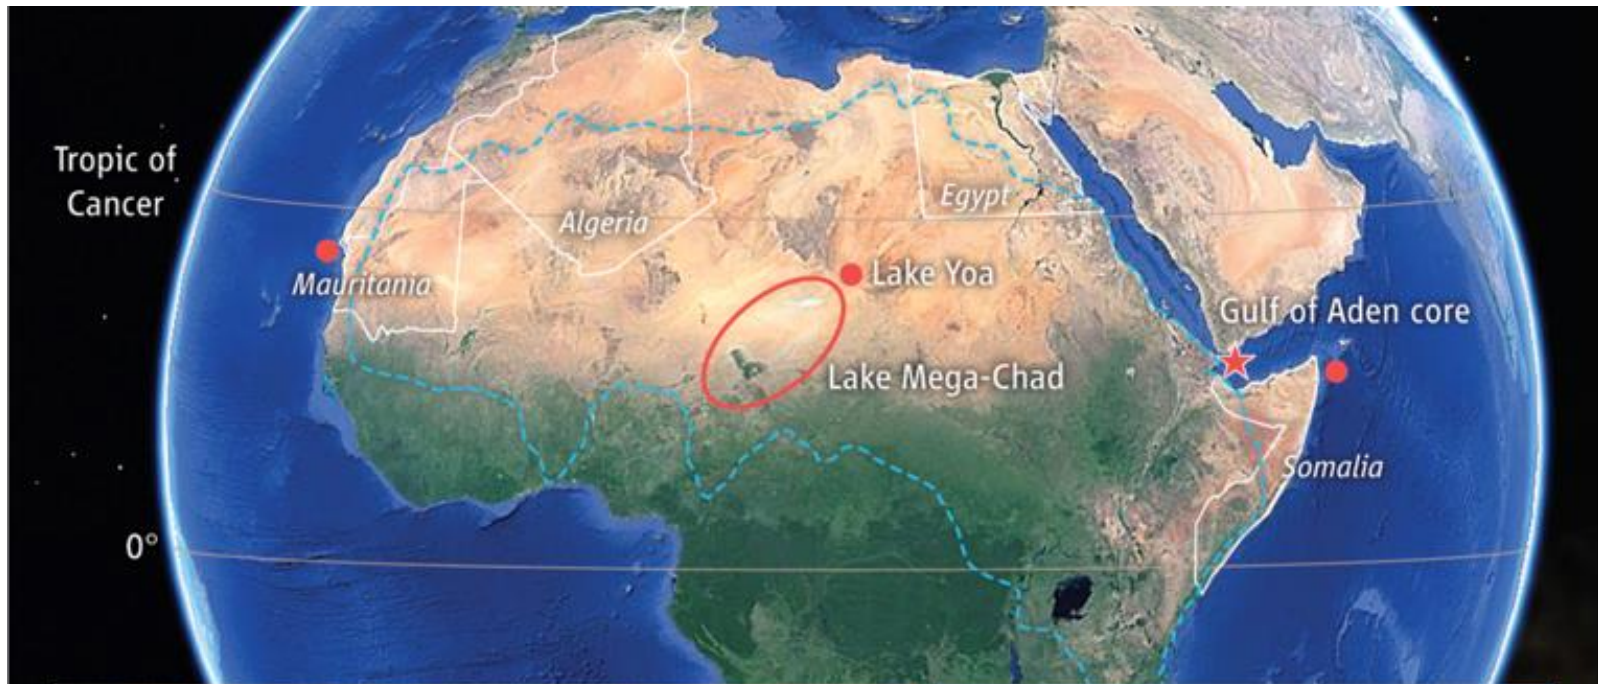 Tropic of
Cancer
Algeria
Egypt
Mauritania
Lake Yoa
Gulf of Aden core
Lake Mega-Chad
Somalia
0°